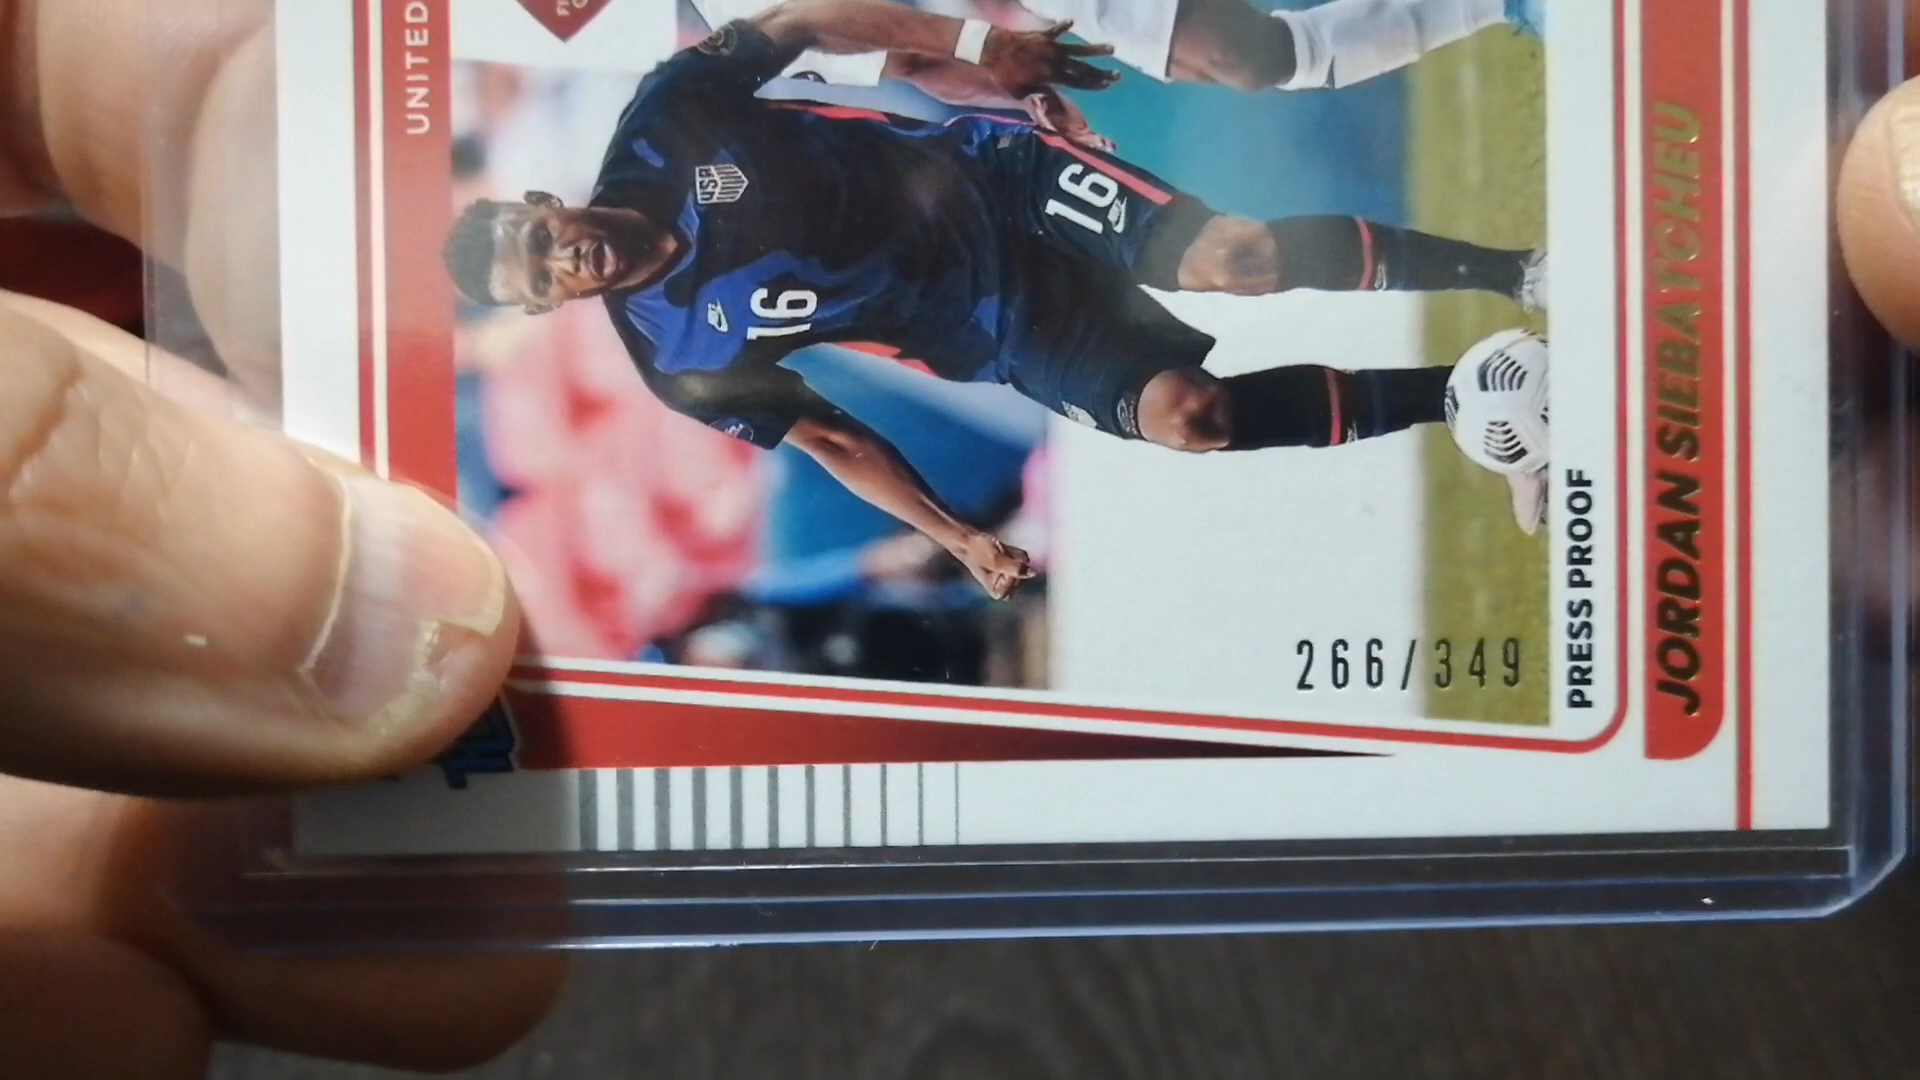 UNITED
USA
16
16
266/349
PRESS PROOF
JORDAN SIEBATCHEU